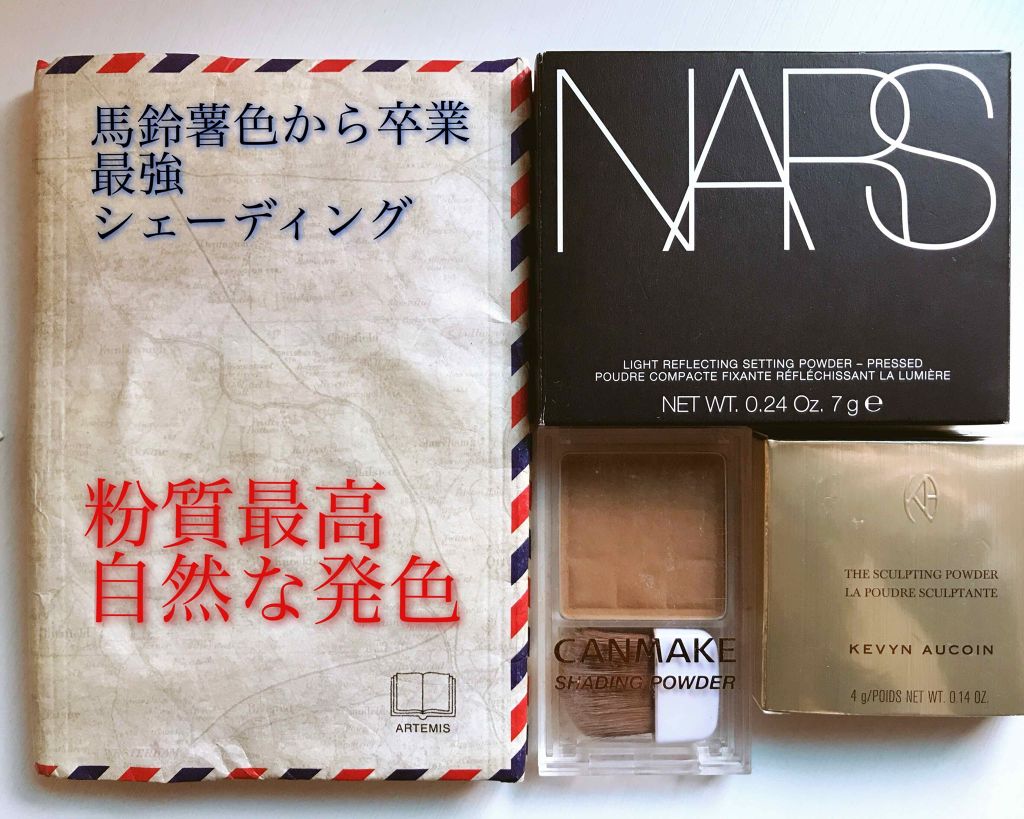 馬鈴薯色から卒業
最強
シェーディング
粉質最高
自然な発色
ARTEMIS
NARS
LIGHT REFLECTING SETTING POWDER – PRESSED
POUDRE COMPACTE FIXANTE RÉFLÉCHISSANT LA LUMIÈRE
NET WT. 0.24 Oz. 7 g ℮
CANMAKE
SHADING POWDER
THE SCULPTING POWDER
LA POUDRE SCULPTANTE
KEVYN AUCOIN
4 g/POIDS NET WT. 0.14 OZ.